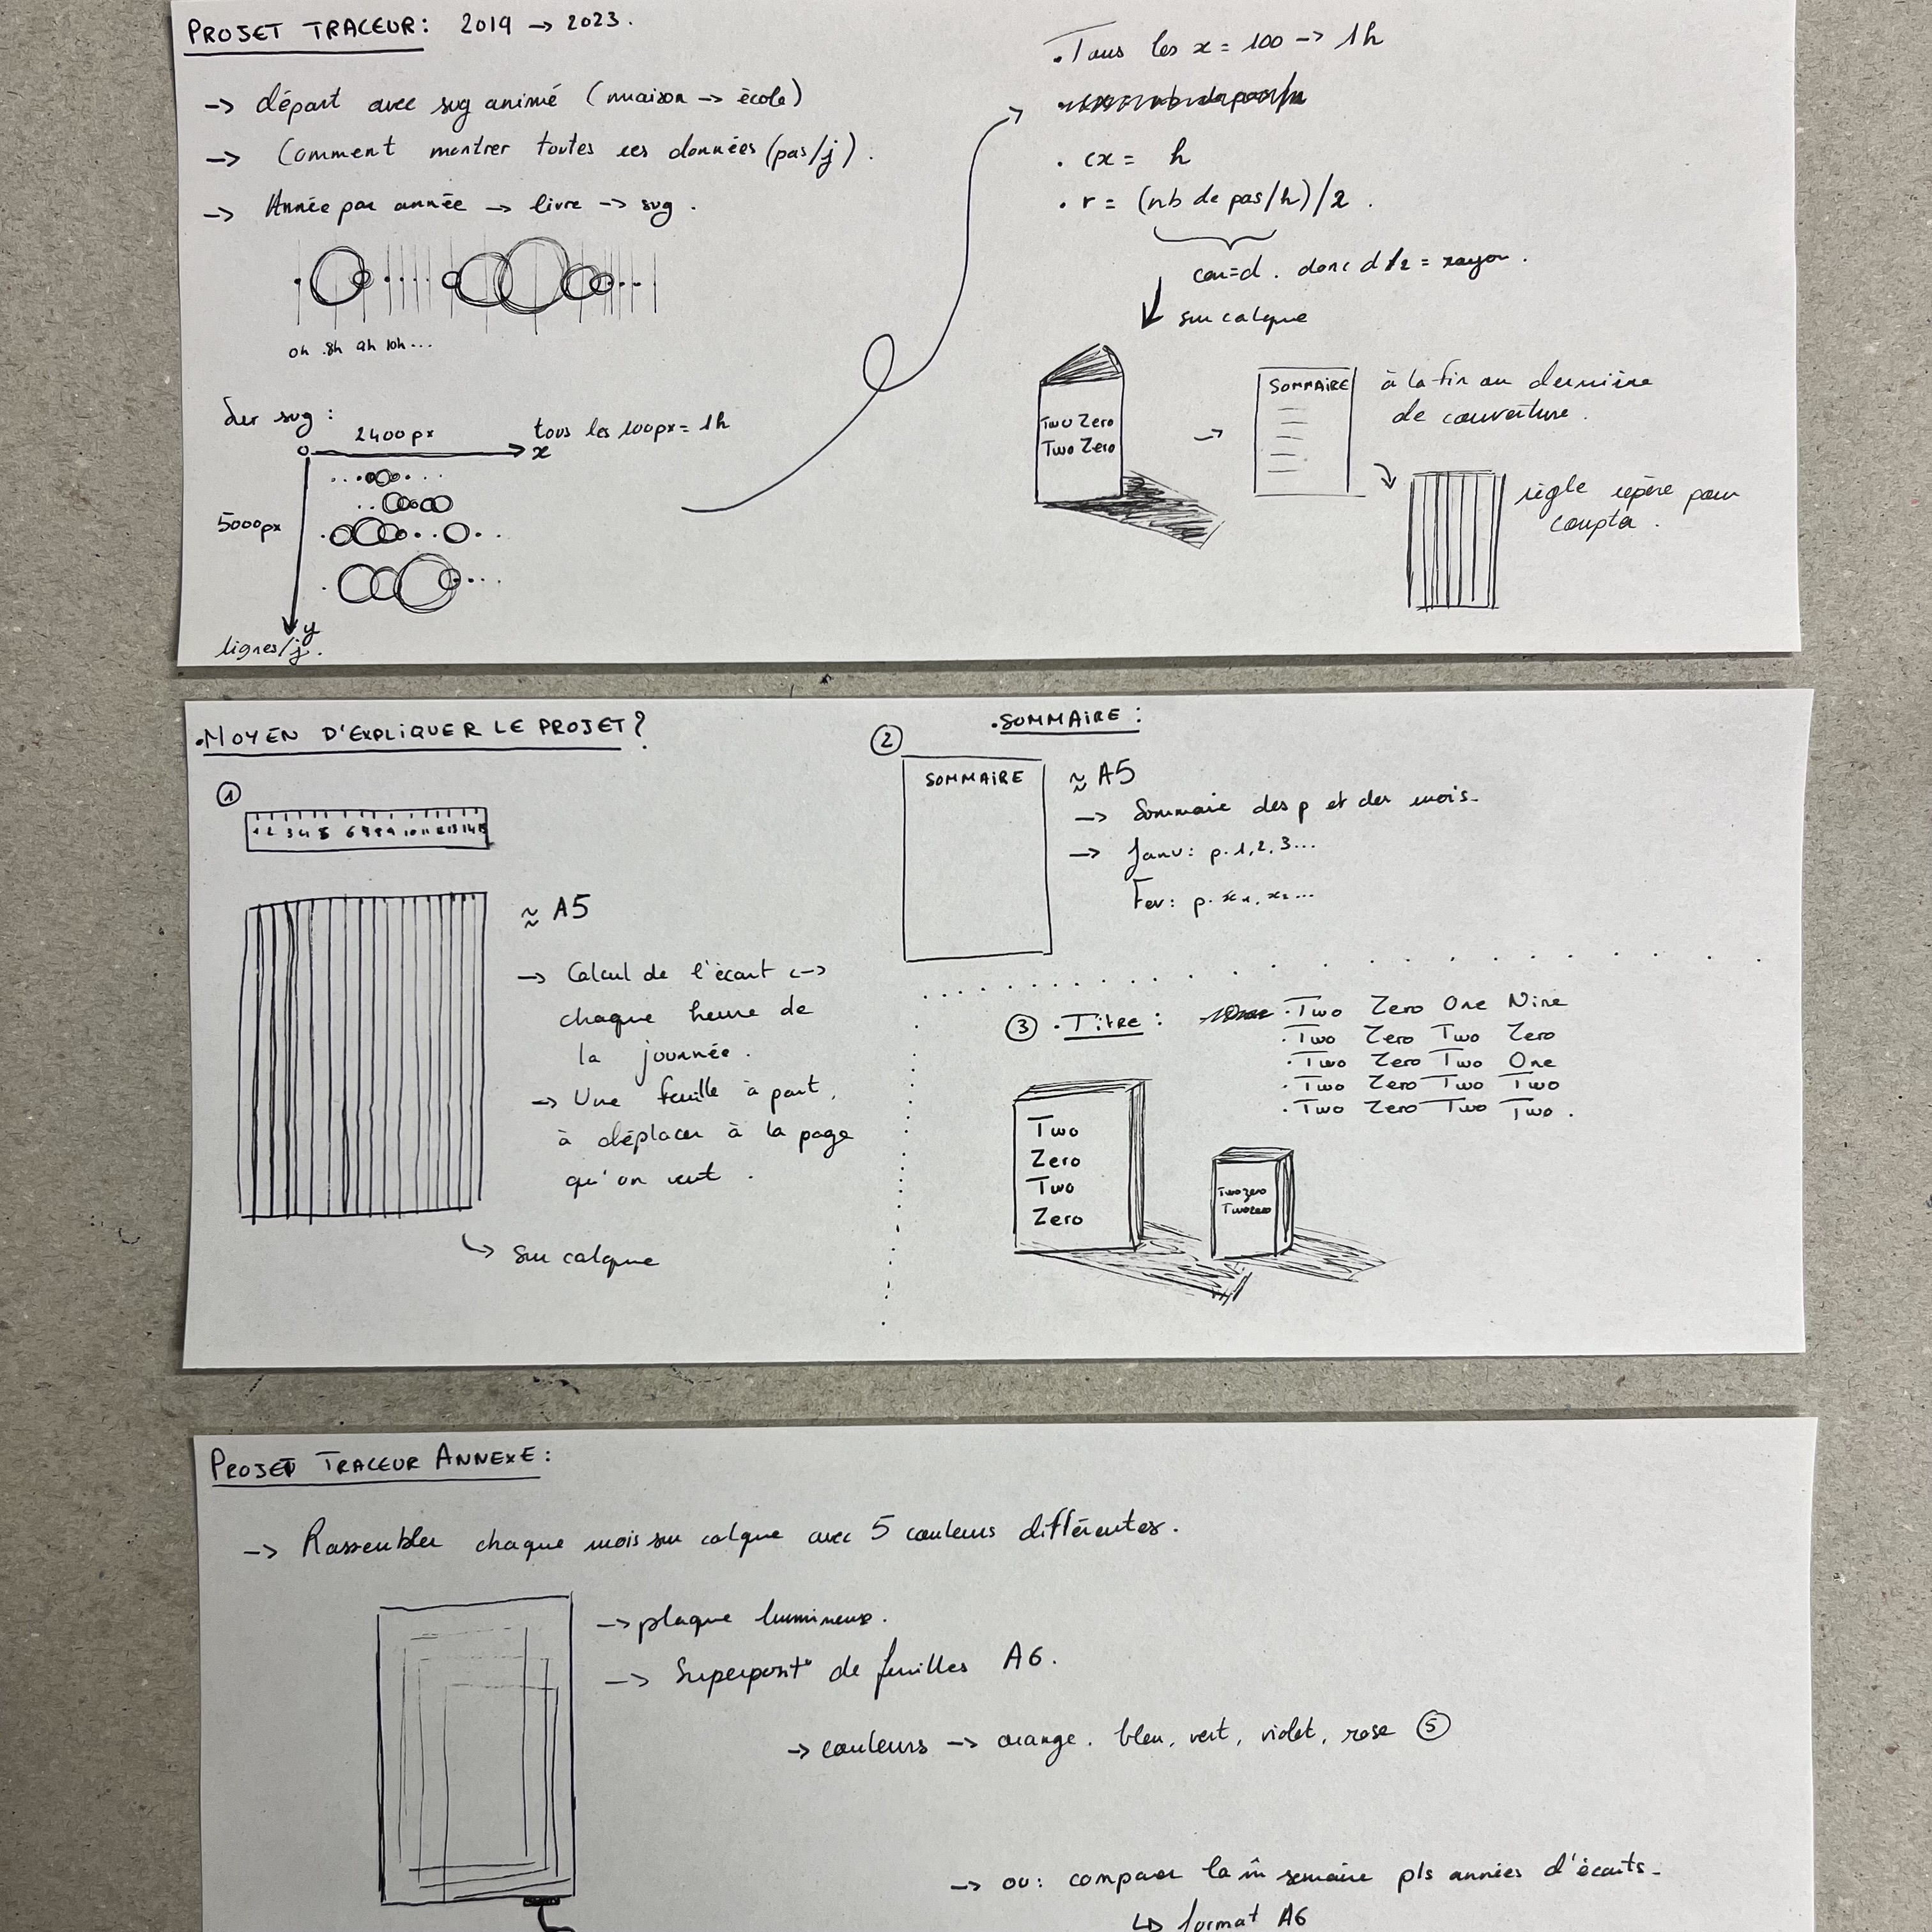 PROJET TRACEUR : 2019 → 2023.
→ départ avec svg animé (maison → école)
→ Comment montrer toutes ces données (pas/j).
→ Année par année → livre → svg.
0h 8h 9h 10h...
1er svg :
2400px
tous les 100px = 1h
0
x
5000px
y
lignes/j.
• Tous les x = 100 → 1h
• cx = h
• r = (nb de pas/h)/2.
car=d. donc d/2 = rayon.
sur calque
Two Zero
Two Zero
→
SOMMAIRE
à la fin ou dernière
de couverture.
règle repère pour
compter.
• MOYEN D'EXPLIQUER LE PROJET ?
①
1 2 3 4 5 6 7 8 9 10 11 12 13 14 15
≈ A5
→ Calcul de l'écart <->
chaque heure de
la journée.
→ Une feuille à part,
à déplacer à la page
qu'on veut.
↳ sur calque
②
• SOMMAIRE :
SOMMAIRE
≈ A5
→ Sommaire des p et des mois.
→ Janv : p. 1, 2, 3...
Fev : p. x1, x2...
③ • Titre :
• Two Zero One Nine
• Two Zero Two Zero
• Two Zero Two One
• Two Zero Two Two
• Two Zero Two Two.
Two
Zero
Two
Zero
Two zero
Two zero
PROJET TRACEUR ANNEXE :
→ Rassembler chaque mois sur calque avec 5 couleurs différentes.
→ plaque lumineuse.
→ Superposit° de feuilles A6.
→ couleurs → orange. bleu, vert, violet, rose ⑤
→ ou : comparer la m̂ semaine pls années d'écarts.
↳ format A6